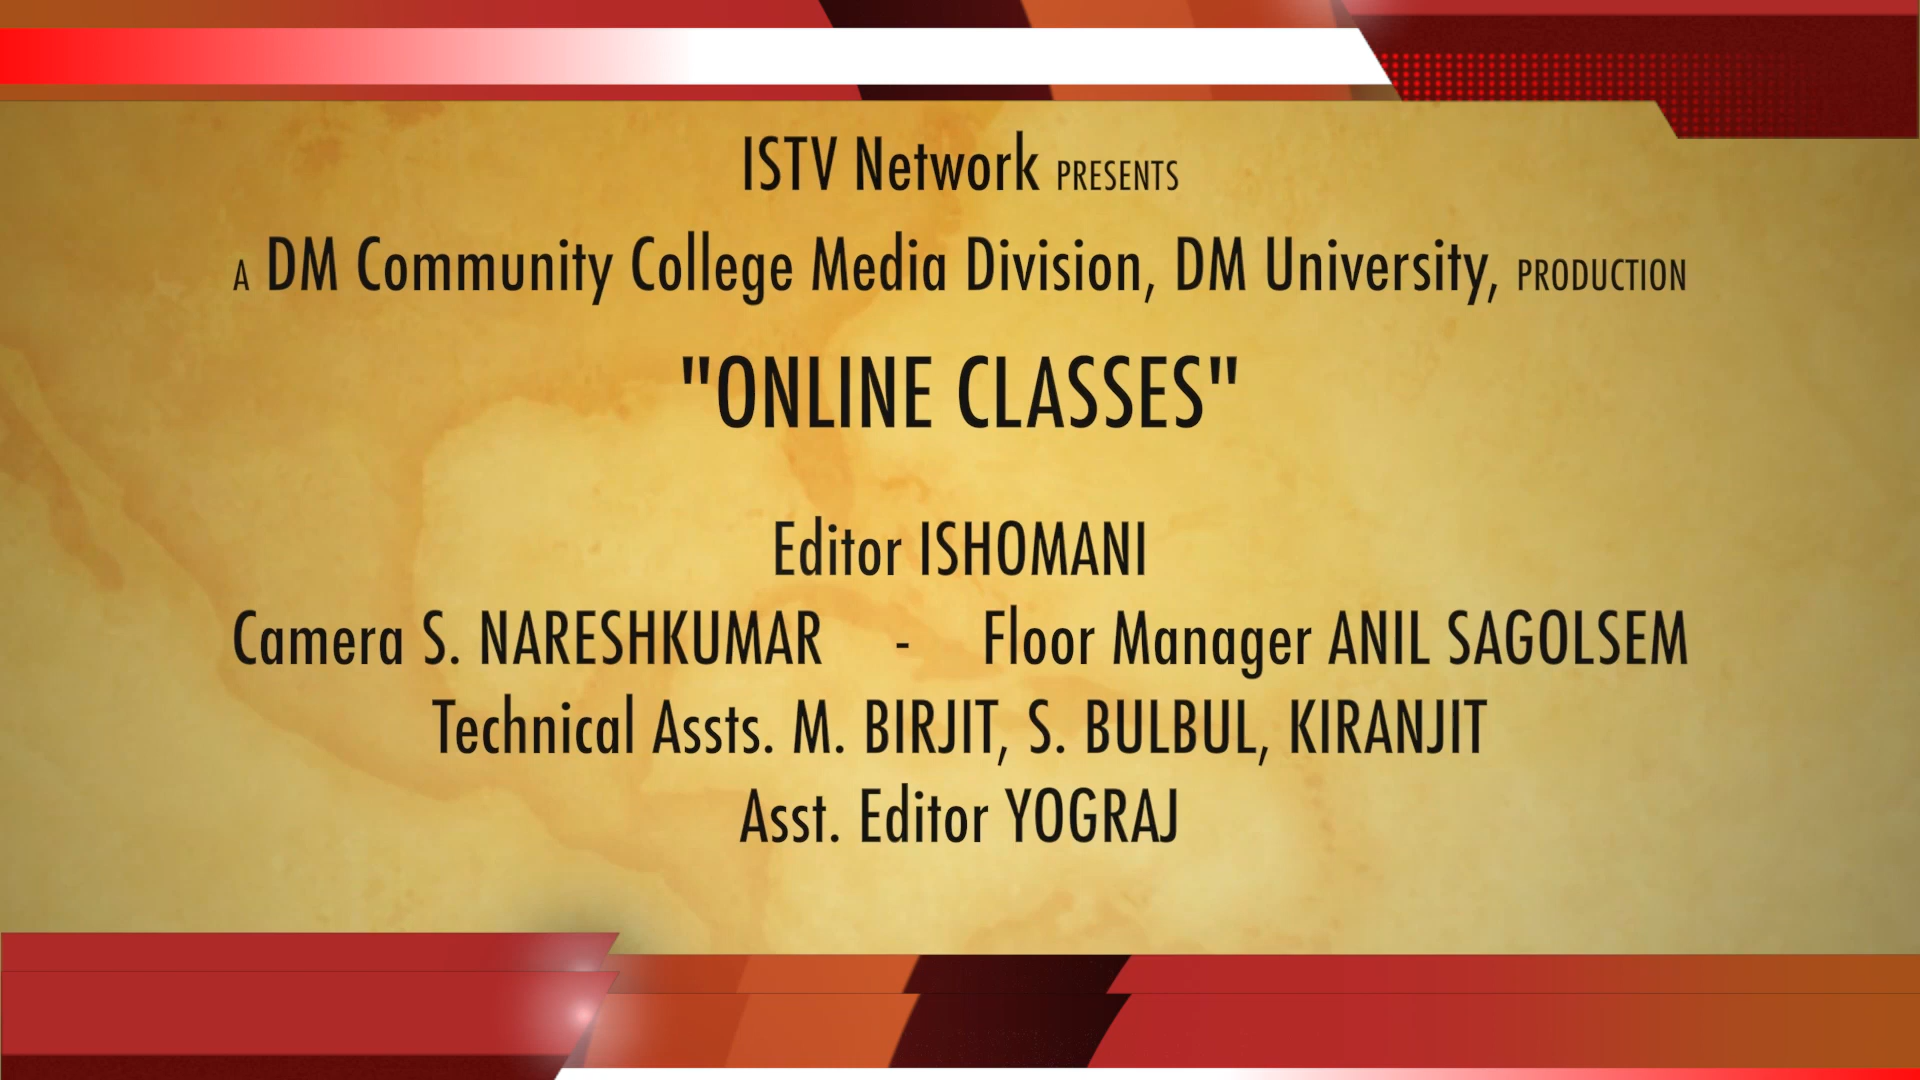 ISTV Network PRESENTS
A DM Community College Media Division, DM University, PRODUCTION
"ONLINE CLASSES"
Editor ISHOMANI
Camera S. NARESHKUMAR - Floor Manager ANIL SAGOLSEM
Technical Assts. M. BIRJIT, S. BULBUL, KIRANJIT
Asst. Editor YOGRAJ